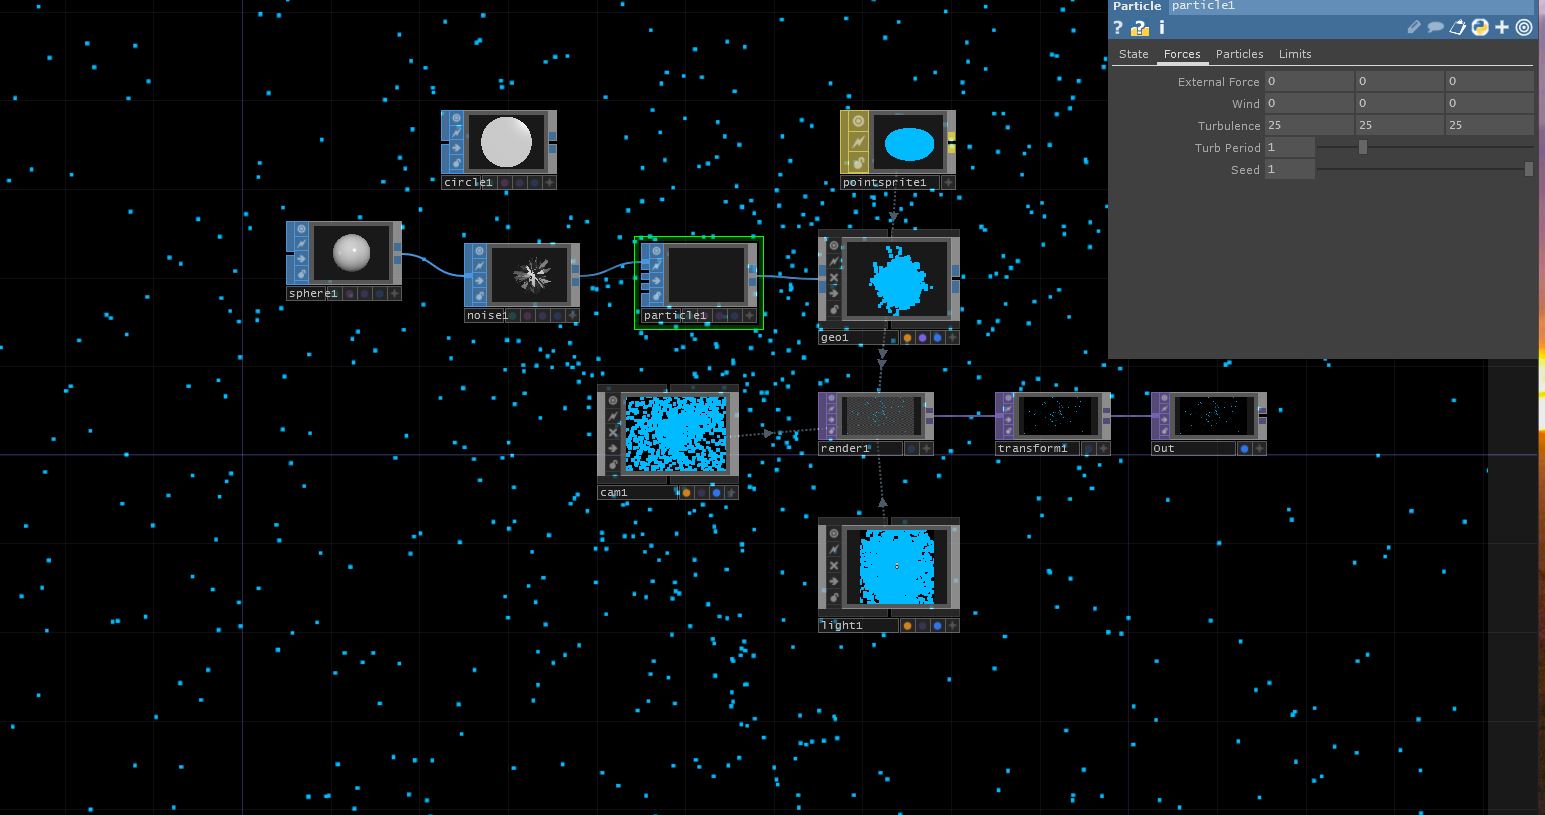 Particle particle1
? ? i
State Forces Particles Limits
External Force 0 0 0
Wind 0 0 0
Turbulence 25 25 25
Turb Period 1
Seed 1
circle1
pointsprite1
sphere1
noise1
particle1
geo1
cam1
render1
transform1
Out
light1